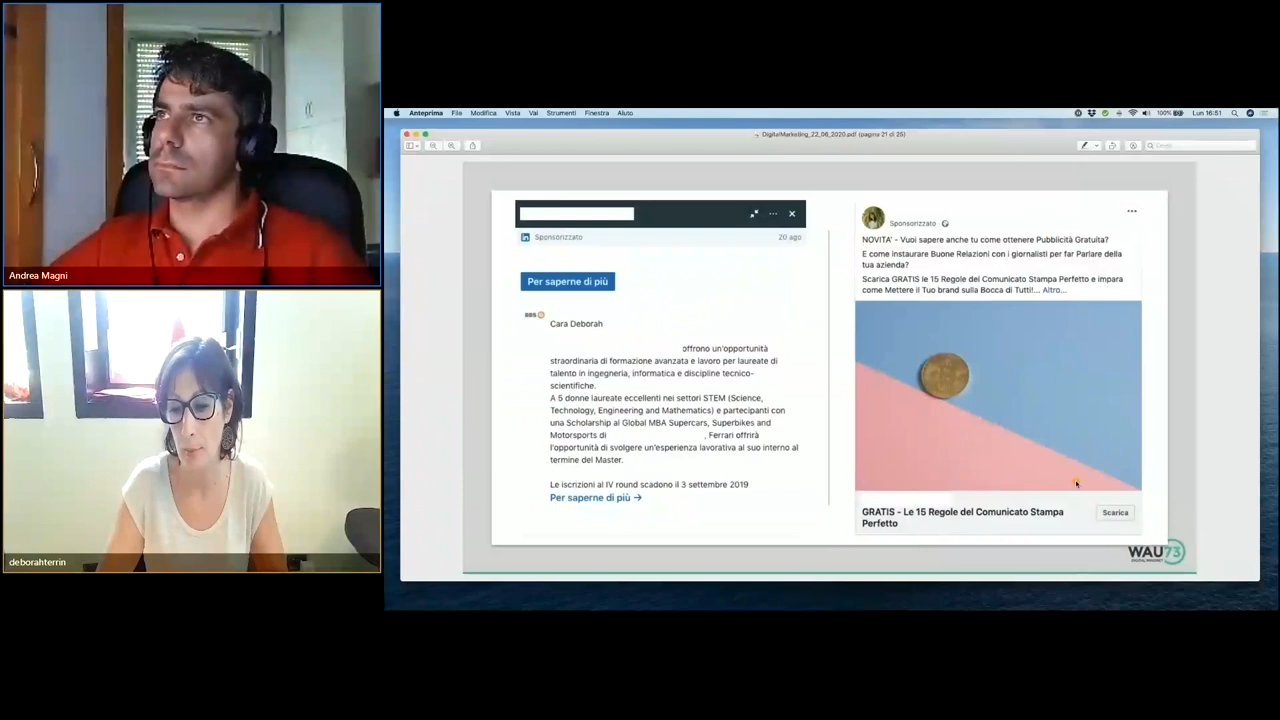 Andrea Magni
deborahterrin
Anteprima File Modifica Vista Vai Strumenti Finestra Aiuto
100% Lun 16:51
DigitalMarketing_22_06_2020.pdf (pagina 21 di 25)
Sponsorizzato
20 ago
Per saperne di più
BBS
Cara Deborah
offrono un'opportunità
straordinaria di formazione avanzata e lavoro per laureate di
talento in ingegneria, informatica e discipline tecnico-
scientifiche.
A 5 donne laureate eccellenti nei settori STEM (Science,
Technology, Engineering and Mathematics) e partecipanti con
una Scholarship al Global MBA Supercars, Superbikes and
Motorsports di , Ferrari offrirà
l'opportunità di svolgere un'esperienza lavorativa al suo interno al
termine del Master.
Le iscrizioni al IV round scadono il 3 settembre 2019
Per saperne di più →
Sponsorizzato
NOVITA' - Vuoi sapere anche tu come ottenere Pubblicità Gratuita?
E come instaurare Buone Relazioni con i giornalisti per far Parlare della
tua azienda?
Scarica GRATIS le 15 Regole del Comunicato Stampa Perfetto e impara
come Mettere il Tuo brand sulla Bocca di Tutti!... Altro...
GRATIS - Le 15 Regole del Comunicato Stampa
Perfetto
Scarica
WAU73
DIGITAL MINDSET